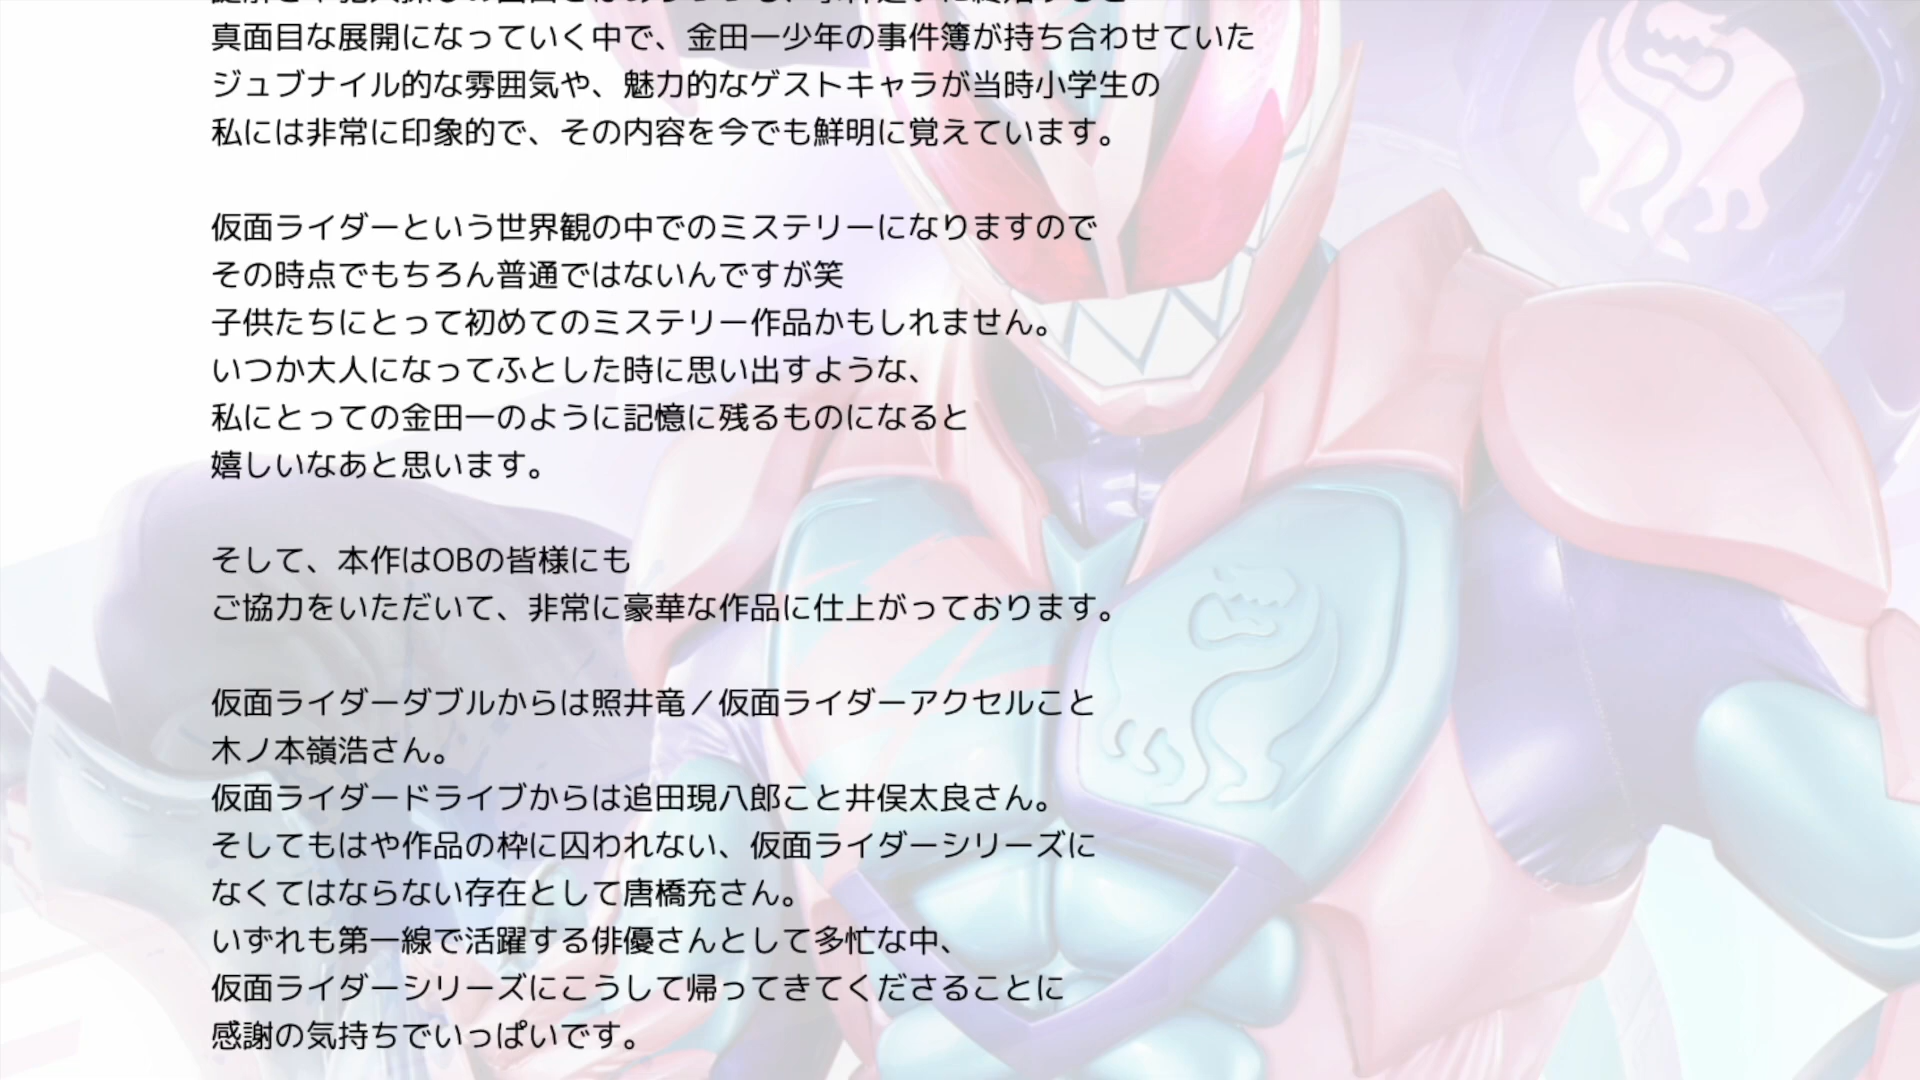 真面目な展開になっていく中で、金田一少年の事件簿が持ち合わせていた
ジュブナイル的な雰囲気や、魅力的なゲストキャラが当時小学生の
私には非常に印象的で、その内容を今でも鮮明に覚えています。
仮面ライダーという世界観の中でのミステリーになりますので
その時点でもちろん普通ではないんですが笑
子供たちにとって初めてのミステリー作品かもしれません。
いつか大人になってふとした時に思い出すような、
私にとっての金田一のように記憶に残るものになると
嬉しいなあと思います。
そして、本作はOBの皆様にも
ご協力をいただいて、非常に豪華な作品に仕上がっております。
仮面ライダーダブルからは照井竜／仮面ライダーアクセルこと
木ノ本嶺浩さん。
仮面ライダードライブからは追田現八郎こと井俣太良さん。
そしてもはや作品の枠に囚われない、仮面ライダーシリーズに
なくてはならない存在として唐橋充さん。
いずれも第一線で活躍する俳優さんとして多忙な中、
仮面ライダーシリーズにこうして帰ってきてくださることに
感謝の気持ちでいっぱいです。